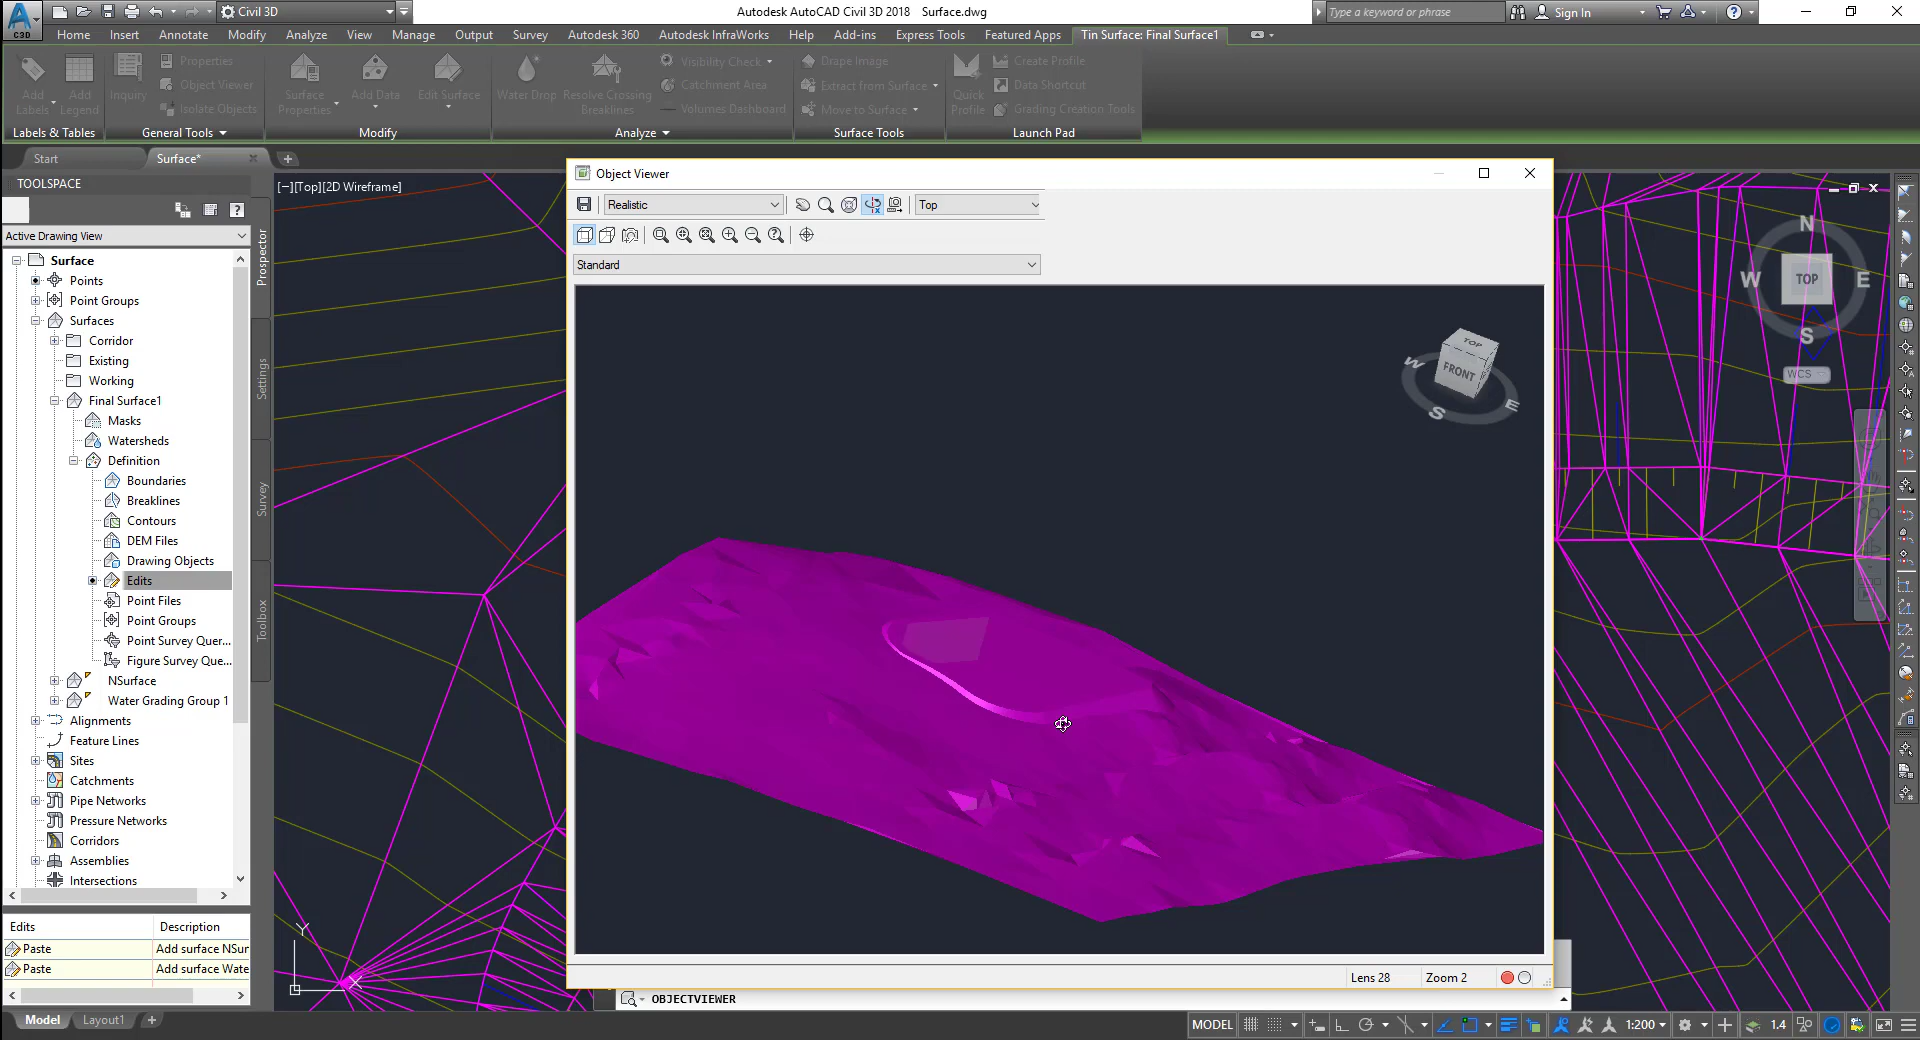 Civil 3D
Autodesk AutoCAD Civil 3D 2018 Surface.dwg
Type a keyword or phrase
Sign In
C3D
Home Insert Annotate Modify Analyze View Manage Output Survey Autodesk 360 Autodesk InfraWorks Help Add-ins Express Tools Featured Apps Tin Surface: Final Surface1
Add Labels
Add Legend
Inquiry
Properties
Object Viewer
Isolate Objects
Surface Properties
Add Data
Edit Surface
Water Drop
Resolve Crossing Breaklines
Visibility Check
Catchment Area
Volumes Dashboard
Drape Image
Extract from Surface
Move to Surface
Quick Profile
Create Profile
Data Shortcut
Grading Creation Tools
Labels & Tables General Tools Modify Analyze Surface Tools Launch Pad
Start Surface*
TOOLSPACE
Active Drawing View
Surface
Points
Point Groups
Surfaces
Corridor
Existing
Working
Final Surface1
Masks
Watersheds
Definition
Boundaries
Breaklines
Contours
DEM Files
Drawing Objects
Edits
Point Files
Point Groups
Point Survey Quer...
Figure Survey Que...
NSurface
Water Grading Group 1
Alignments
Feature Lines
Sites
Catchments
Pipe Networks
Pressure Networks
Corridors
Assemblies
Intersections
Prospector
Settings
Survey
Toolbox
Edits Description
Paste Add surface NSur
Paste Add surface Wate
[−][Top][2D Wireframe]
Object Viewer
Realistic
Top
Standard
TOP
FRONT
W
S
E
Lens 28 Zoom 2
OBJECTVIEWER
N
W
TOP
E
S
WCS
Y
X
Model Layout1
MODEL
1:200
1.4